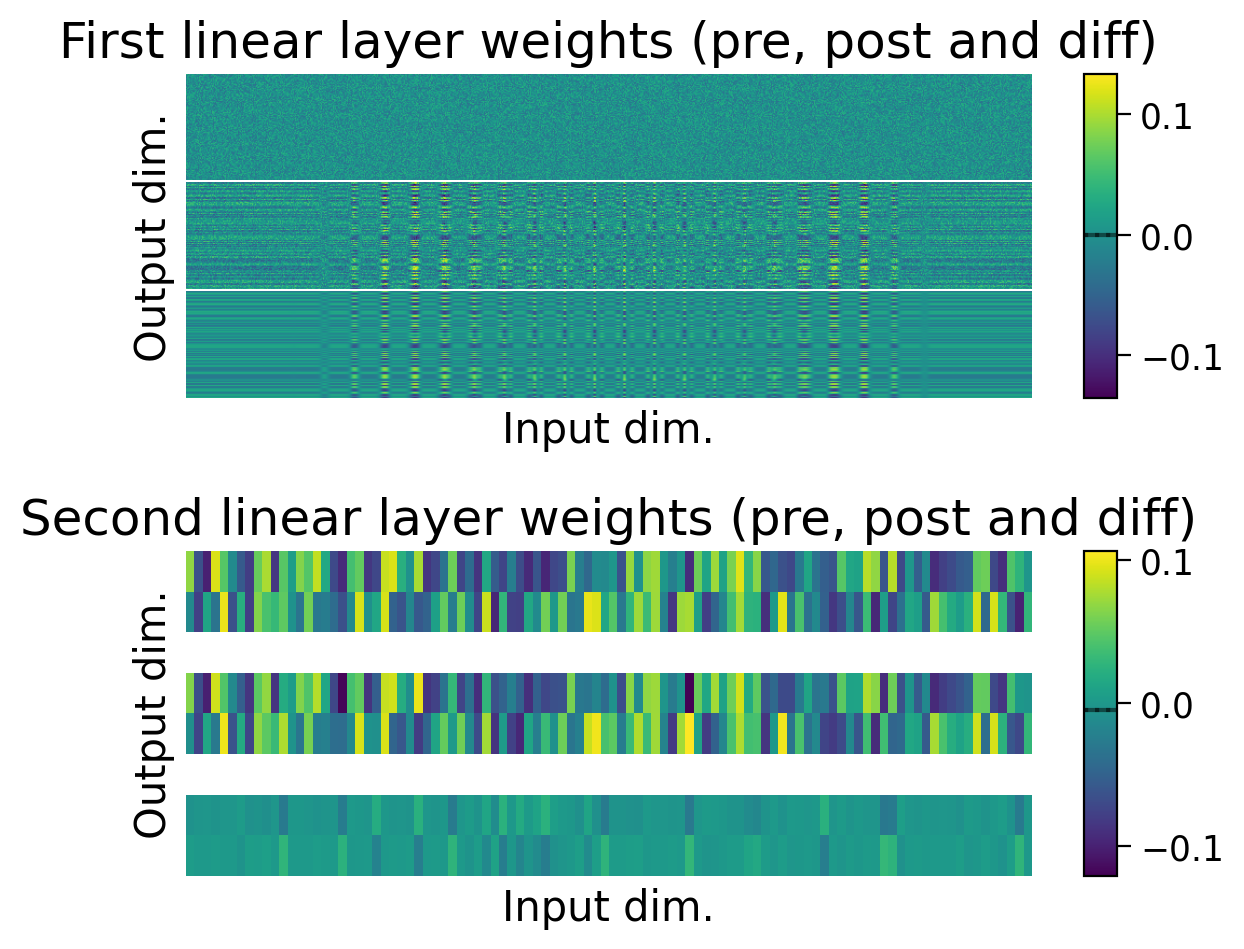 First linear layer weights (pre, post and diff)
Output dim.
0.1
0.0
−0.1
Input dim.
Second linear layer weights (pre, post and diff)
Output dim.
0.1
0.0
−0.1
Input dim.